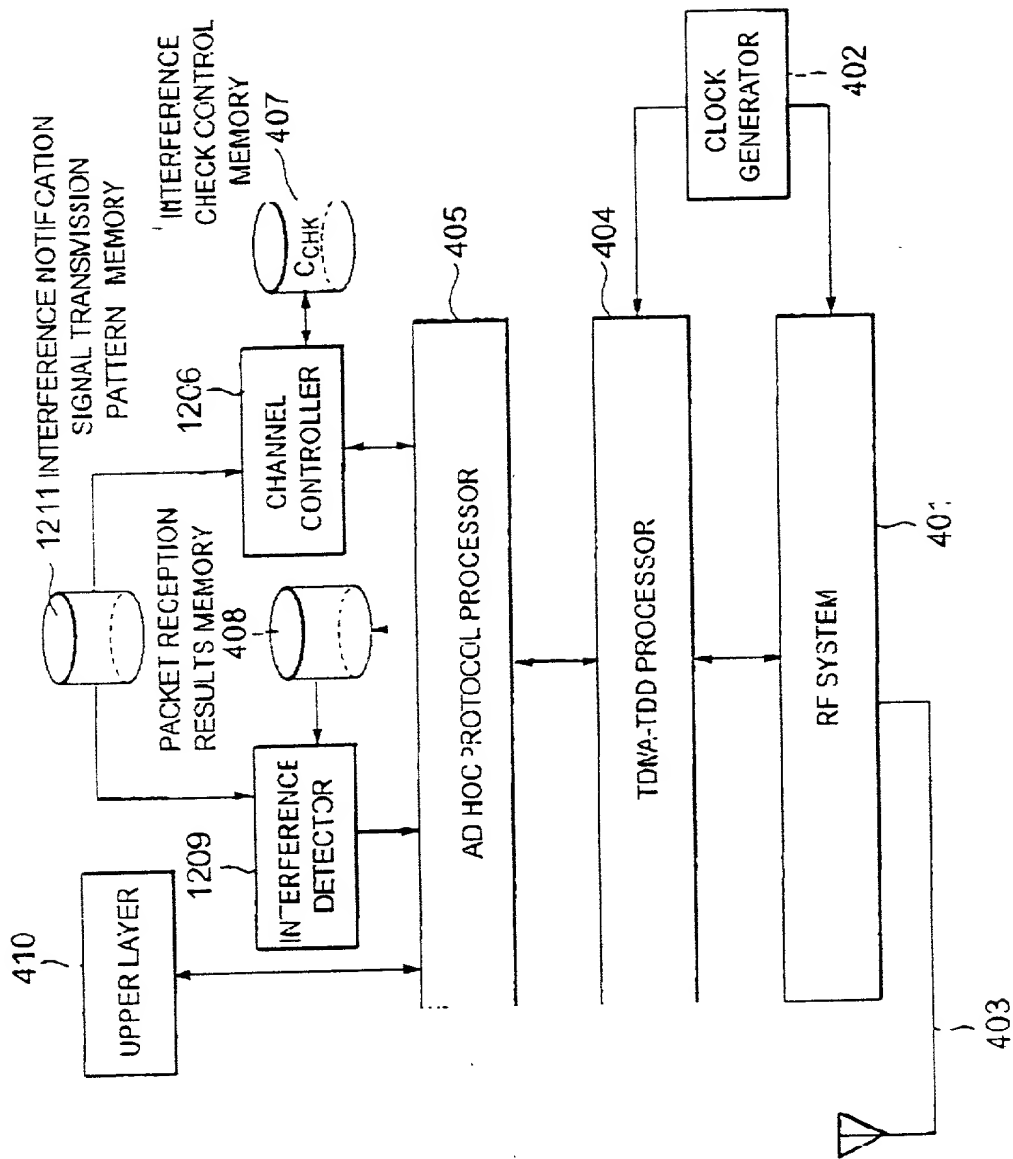 410
UPPER LAYER
1209
INTERFERENCE
DETECTOR
PACKET RECEPTION
RESULTS MEMORY
408
1211 INTERFERENCE NOTIFICATION
SIGNAL TRANSMISSION
PATTERN MEMORY
1206
CHANNEL
CONTROLLER
INTERFERENCE
CHECK CONTROL
MEMORY
407
CCHK
405
AD HOC PROTOCOL PROCESSOR
404
TDMA-TDD PROCESSOR
CLOCK
GENERATOR
402
RF SYSTEM
401
403